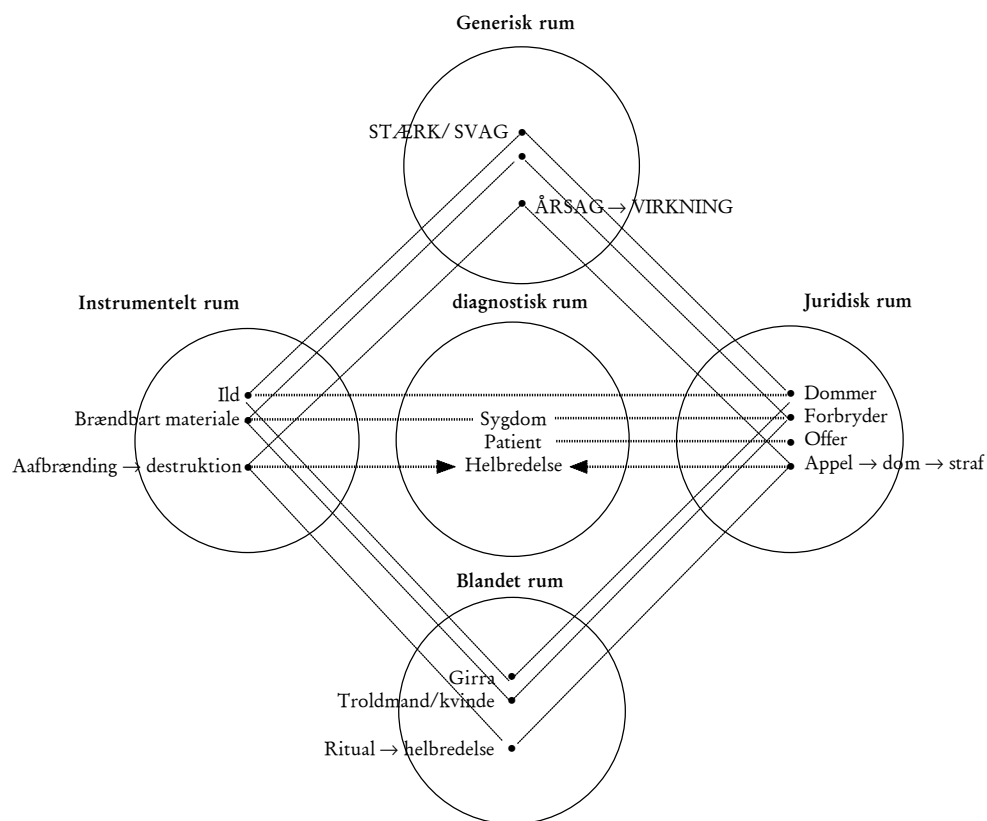 Generisk rum
STÆRK/ SVAG
ÅRSAG → VIRKNING
Instrumentelt rum
diagnostisk rum
Juridisk rum
Ild
Dommer
Brændbart materiale
Sygdom
Forbryder
Patient
Offer
Aafbrænding → destruktion
Helbredelse
Appel → dom → straf
Blandet rum
Girra
Troldmand/kvinde
Ritual → helbredelse